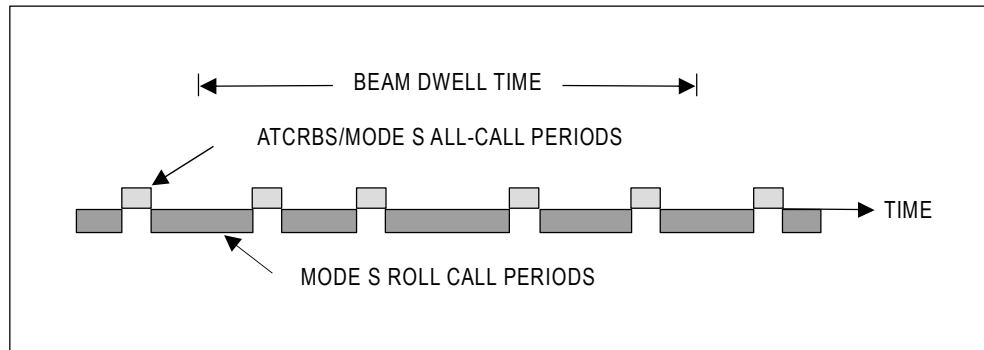 BEAM DWELL TIME
ATCRBS/MODE S ALL-CALL PERIODS
TIME
MODE S ROLL CALL PERIODS